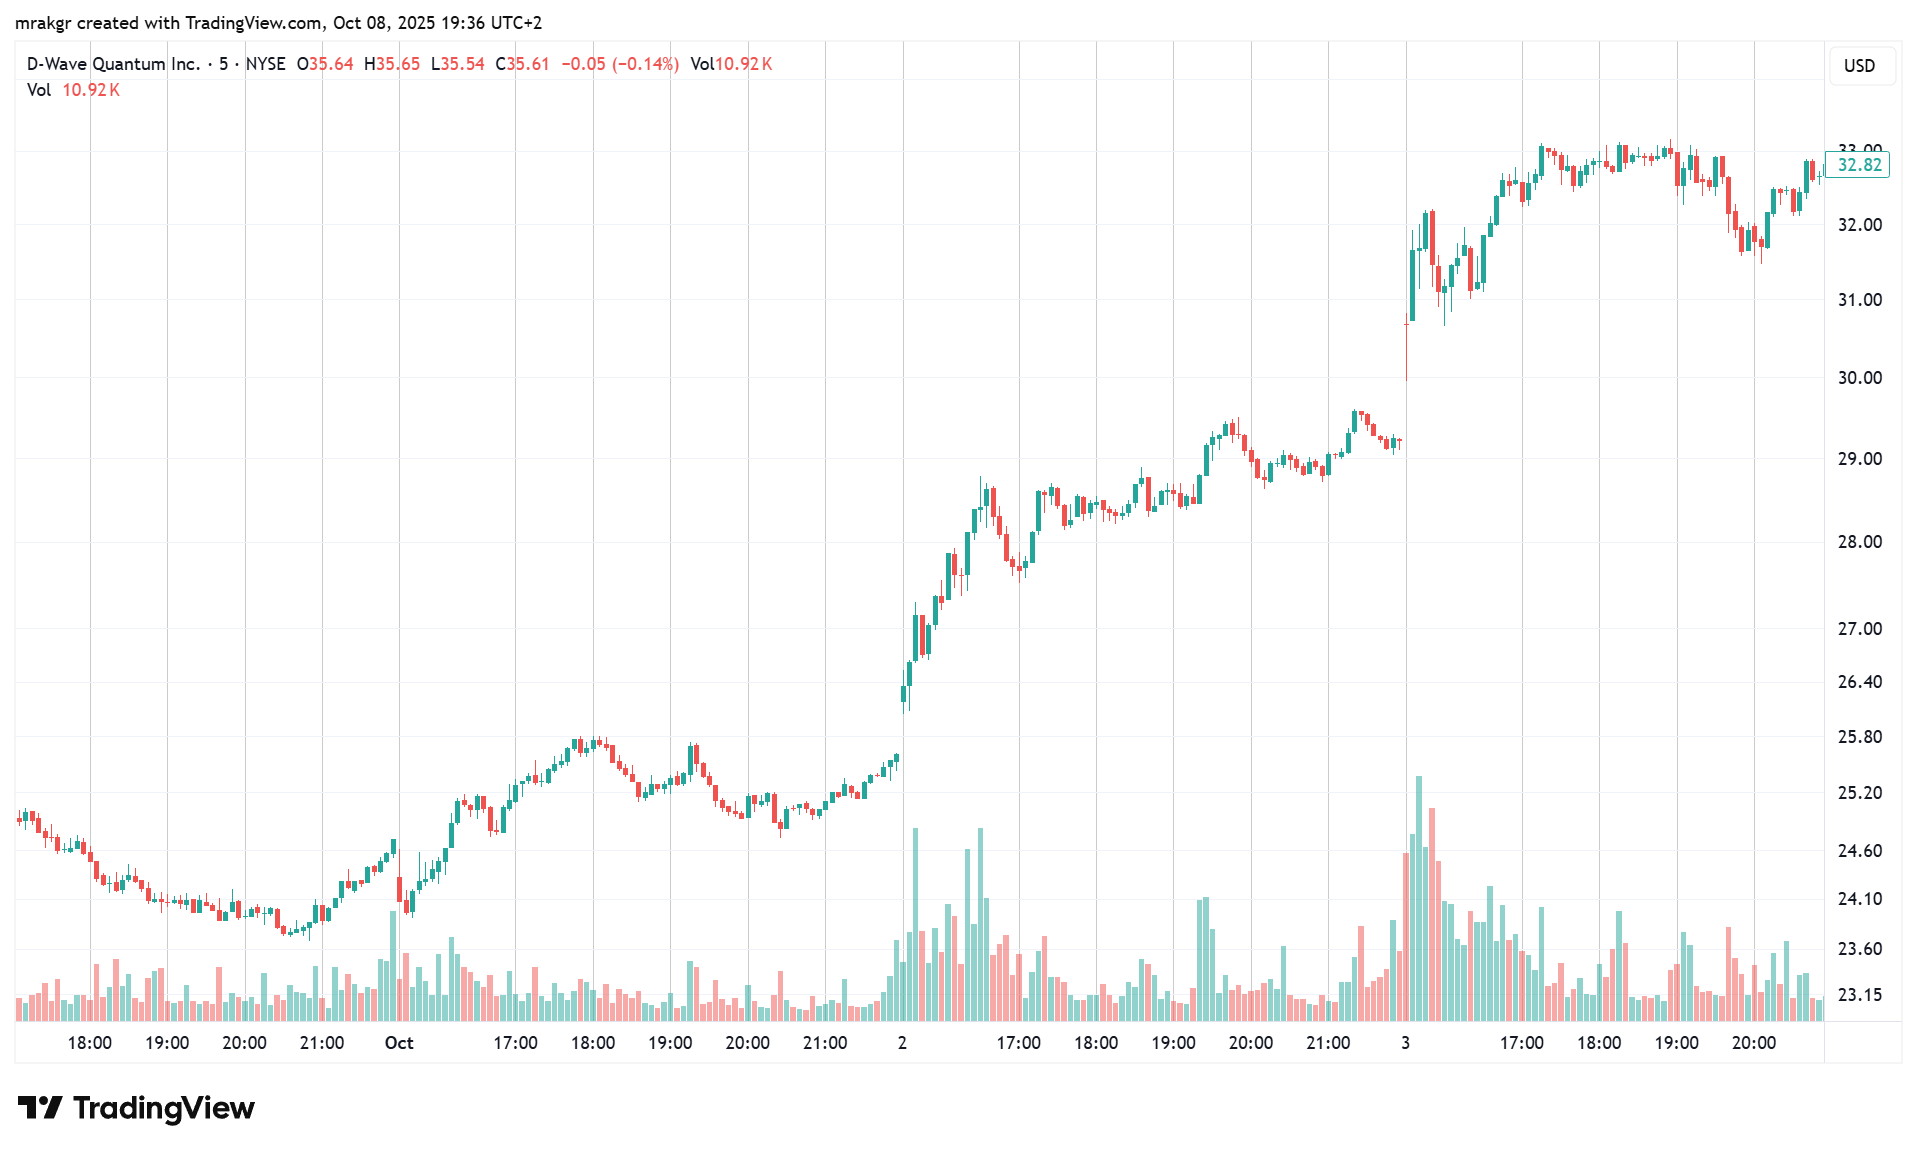 mrakgr created with TradingView.com, Oct 08, 2025 19:36 UTC+2
D-Wave Quantum Inc. · 5 · NYSE O35.64 H35.65 L35.54 C35.61 −0.05 (−0.14%) Vol10.92K
Vol 10.92K
USD
33.00
32.82
32.00
31.00
30.00
29.00
28.00
27.00
26.40
25.80
25.20
24.60
24.10
23.60
23.15
18:00 19:00 20:00 21:00 Oct 17:00 18:00 19:00 20:00 21:00 2 17:00 18:00 19:00 20:00 21:00 3 17:00 18:00 19:00 20:00
TradingView